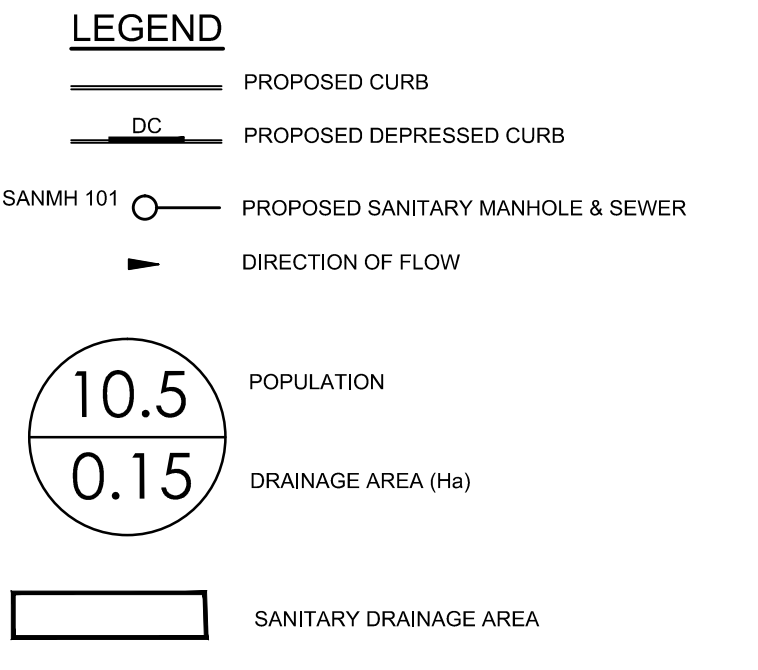 LEGEND
PROPOSED CURB
DC
PROPOSED DEPRESSED CURB
SANMH 101
PROPOSED SANITARY MANHOLE & SEWER
DIRECTION OF FLOW
10.5
POPULATION
0.15
DRAINAGE AREA (Ha)
SANITARY DRAINAGE AREA